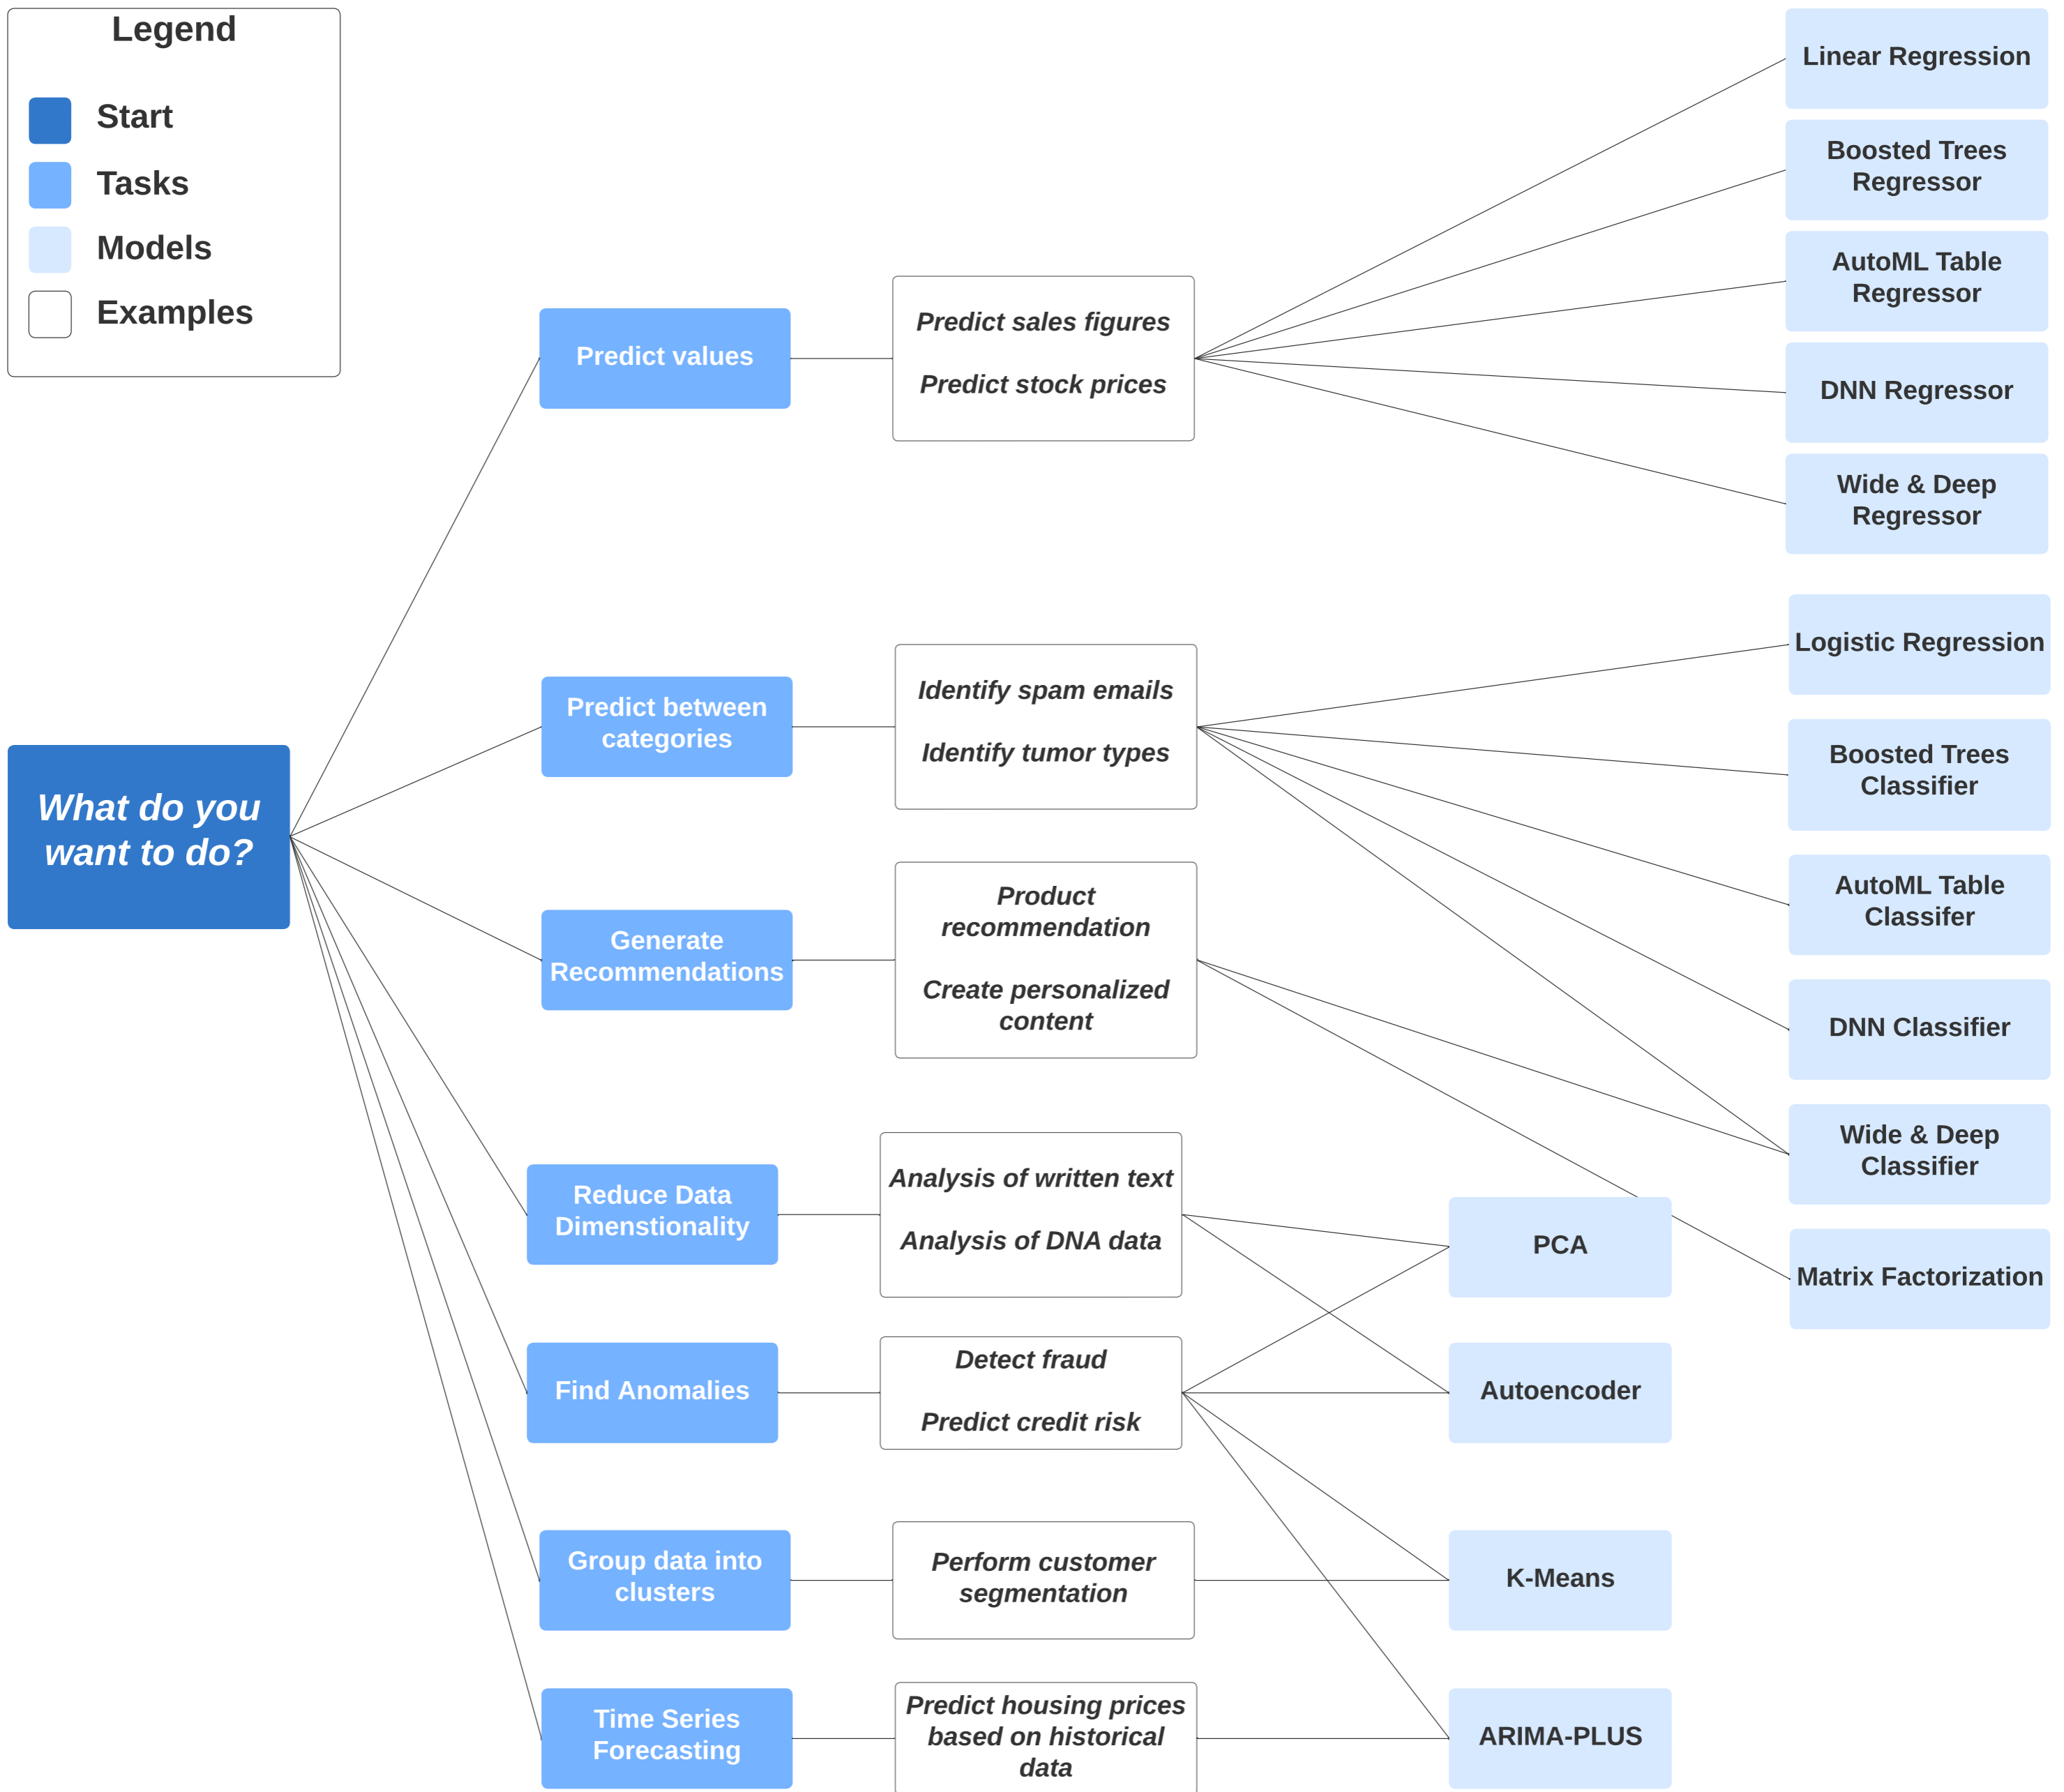 Legend
Start
Tasks
Models
Examples
What do you
want to do?
Predict values
Predict between
categories
Generate
Recommendations
Reduce Data
Dimenstionality
Find Anomalies
Group data into
clusters
Time Series
Forecasting
Predict sales figures
Predict stock prices
Identify spam emails
Identify tumor types
Product
recommendation
Create personalized
content
Analysis of written text
Analysis of DNA data
Detect fraud
Predict credit risk
Perform customer
segmentation
Predict housing prices
based on historical
data
PCA
Autoencoder
K-Means
ARIMA-PLUS
Linear Regression
Boosted Trees
Regressor
AutoML Table
Regressor
DNN Regressor
Wide & Deep
Regressor
Logistic Regression
Boosted Trees
Classifier
AutoML Table
Classifer
DNN Classifier
Wide & Deep
Classifier
Matrix Factorization